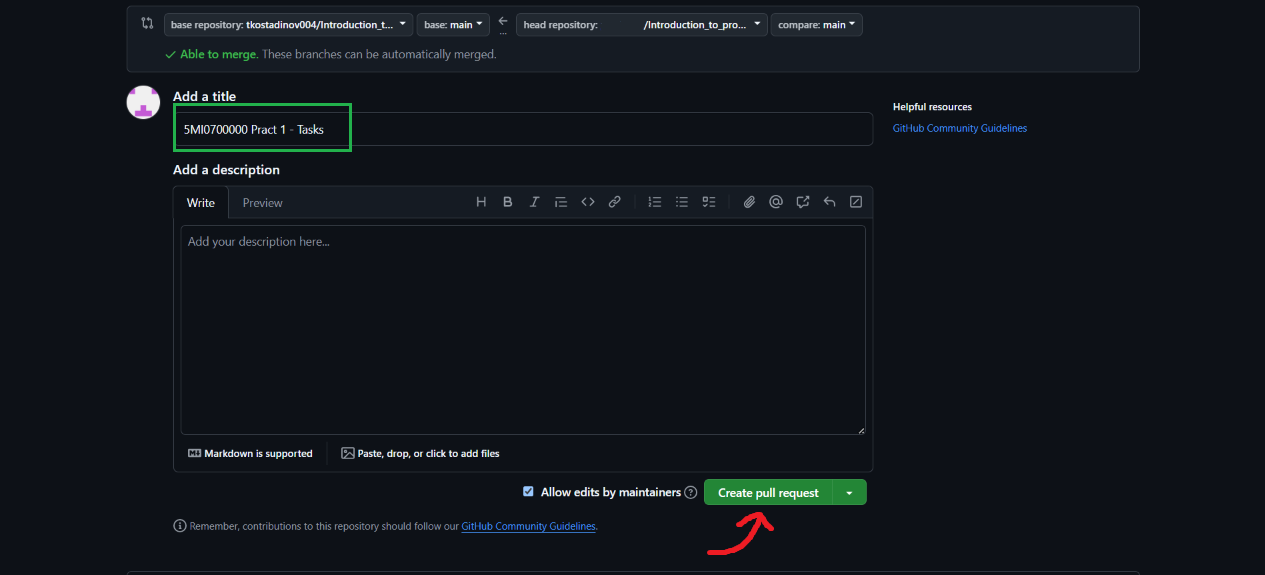 base repository: tkostadinov004/Introduction_t... base: main ... head repository: /Introduction_to_pro... compare: main
Able to merge. These branches can be automatically merged.
Add a title
Helpful resources
5MI0700000 Pract 1 - Tasks
GitHub Community Guidelines
Add a description
Write Preview
Add your description here...
Markdown is supported
Paste, drop, or click to add files
Allow edits by maintainers
Create pull request
Remember, contributions to this repository should follow our GitHub Community Guidelines.